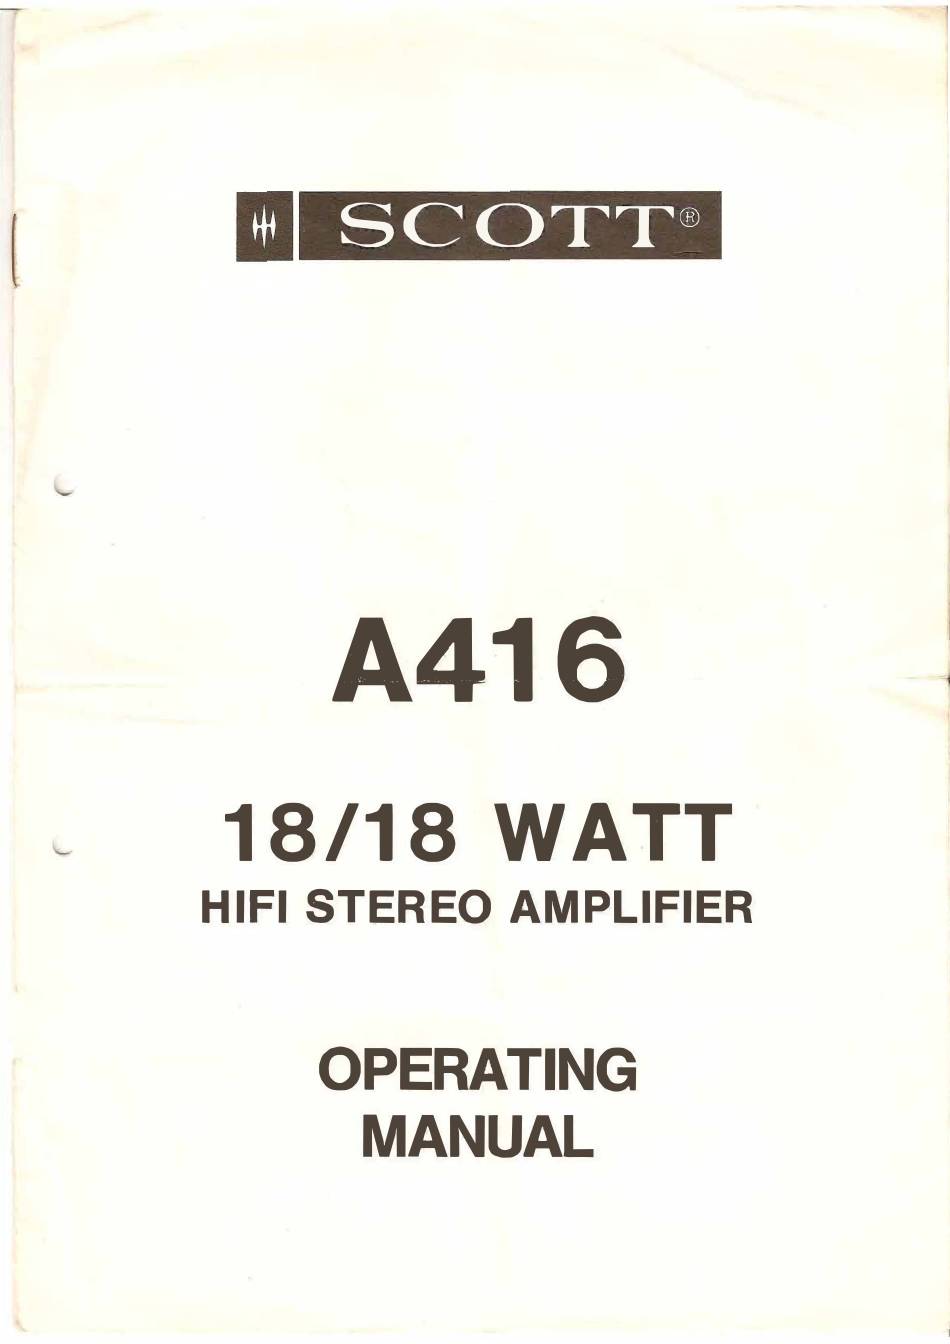 SCOTT®
A416
18/18 WATT
HIFI STEREO AMPLIFIER
OPERATING
MANUAL